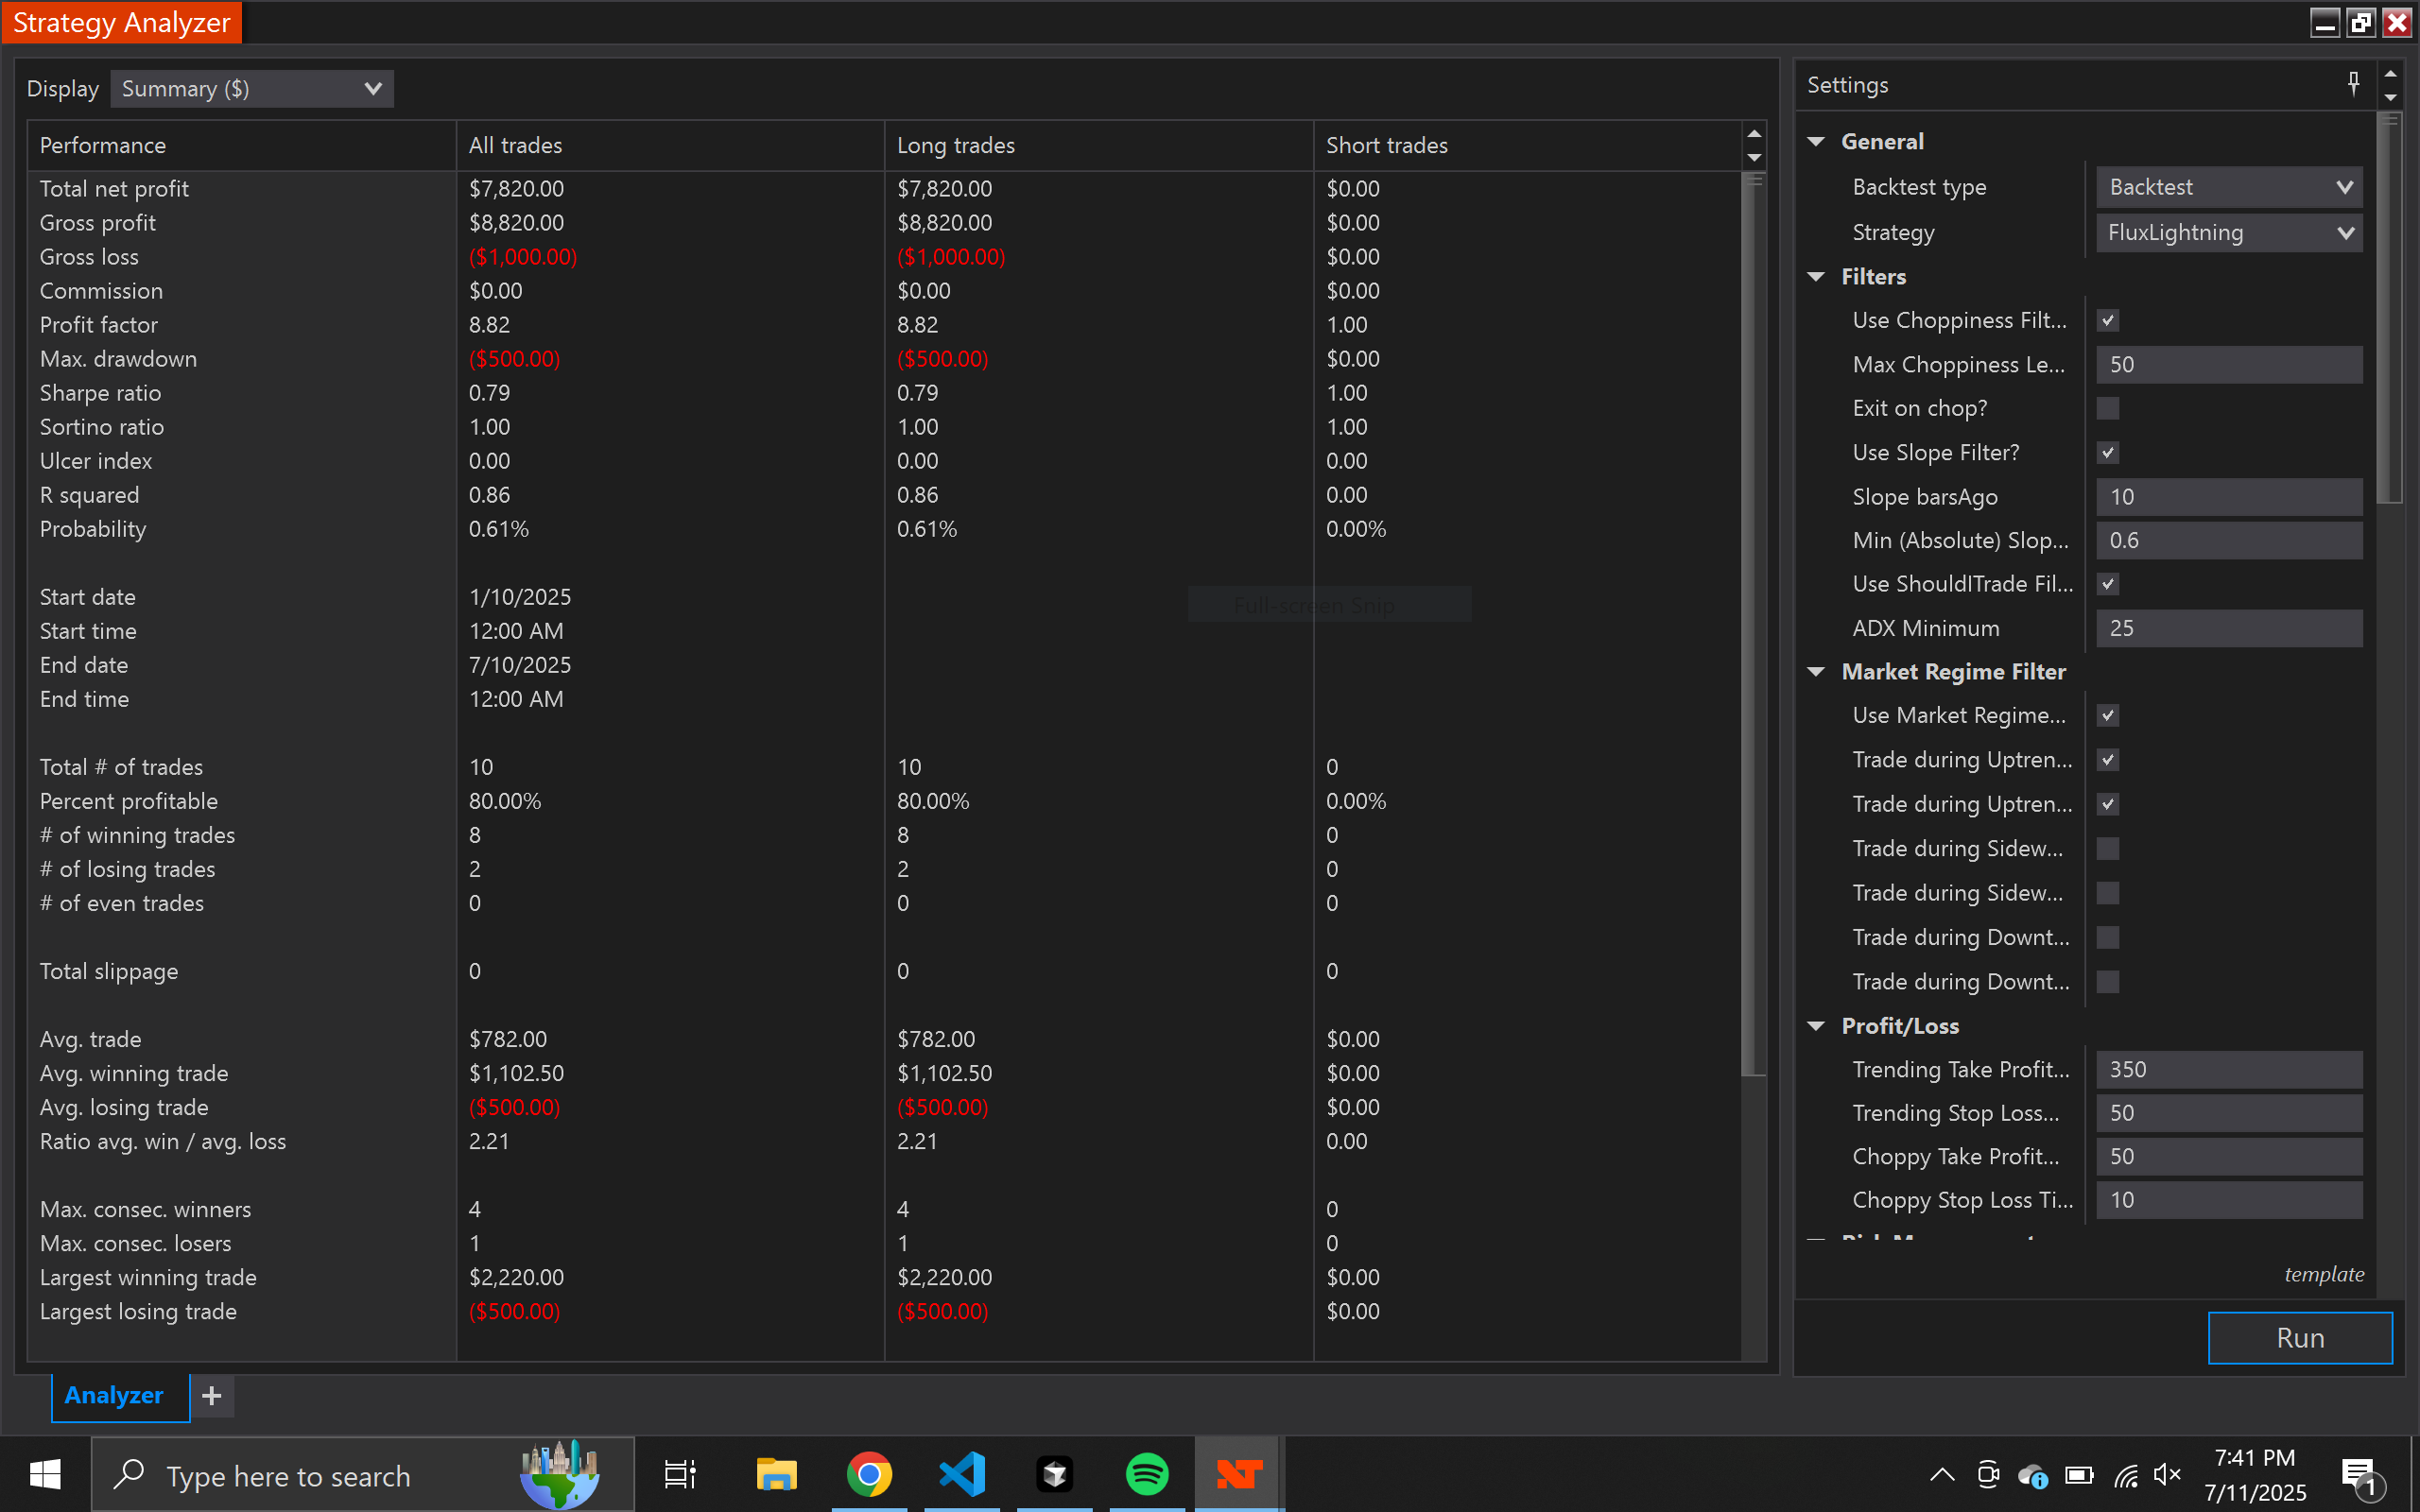 Strategy Analyzer
Display Summary ($)
Performance All trades Long trades Short trades
Total net profit $7,820.00 $7,820.00 $0.00
Gross profit $8,820.00 $8,820.00 $0.00
Gross loss ($1,000.00) ($1,000.00) $0.00
Commission $0.00 $0.00 $0.00
Profit factor 8.82 8.82 1.00
Max. drawdown ($500.00) ($500.00) $0.00
Sharpe ratio 0.79 0.79 1.00
Sortino ratio 1.00 1.00 1.00
Ulcer index 0.00 0.00 0.00
R squared 0.86 0.86 0.00
Probability 0.61% 0.61% 0.00%
Start date 1/10/2025
Full-screen Snip
Start time 12:00 AM
End date 7/10/2025
End time 12:00 AM
Total # of trades 10 10 0
Percent profitable 80.00% 80.00% 0.00%
# of winning trades 8 8 0
# of losing trades 2 2 0
# of even trades 0 0 0
Total slippage 0 0 0
Avg. trade $782.00 $782.00 $0.00
Avg. winning trade $1,102.50 $1,102.50 $0.00
Avg. losing trade ($500.00) ($500.00) $0.00
Ratio avg. win / avg. loss 2.21 2.21 0.00
Max. consec. winners 4 4 0
Max. consec. losers 1 1 0
Largest winning trade $2,220.00 $2,220.00 $0.00
Largest losing trade ($500.00) ($500.00) $0.00
Analyzer +
Settings
General
Backtest type Backtest
Strategy FluxLightning
Filters
Use Choppiness Filt...
Max Choppiness Le... 50
Exit on chop?
Use Slope Filter?
Slope barsAgo 10
Min (Absolute) Slop... 0.6
Use ShouldITrade Fil...
ADX Minimum 25
Market Regime Filter
Use Market Regime...
Trade during Uptren...
Trade during Uptren...
Trade during Sidew...
Trade during Sidew...
Trade during Downt...
Trade during Downt...
Profit/Loss
Trending Take Profit... 350
Trending Stop Loss... 50
Choppy Take Profit... 50
Choppy Stop Loss Ti... 10
template
Run
Type here to search
7:41 PM
7/11/2025
1